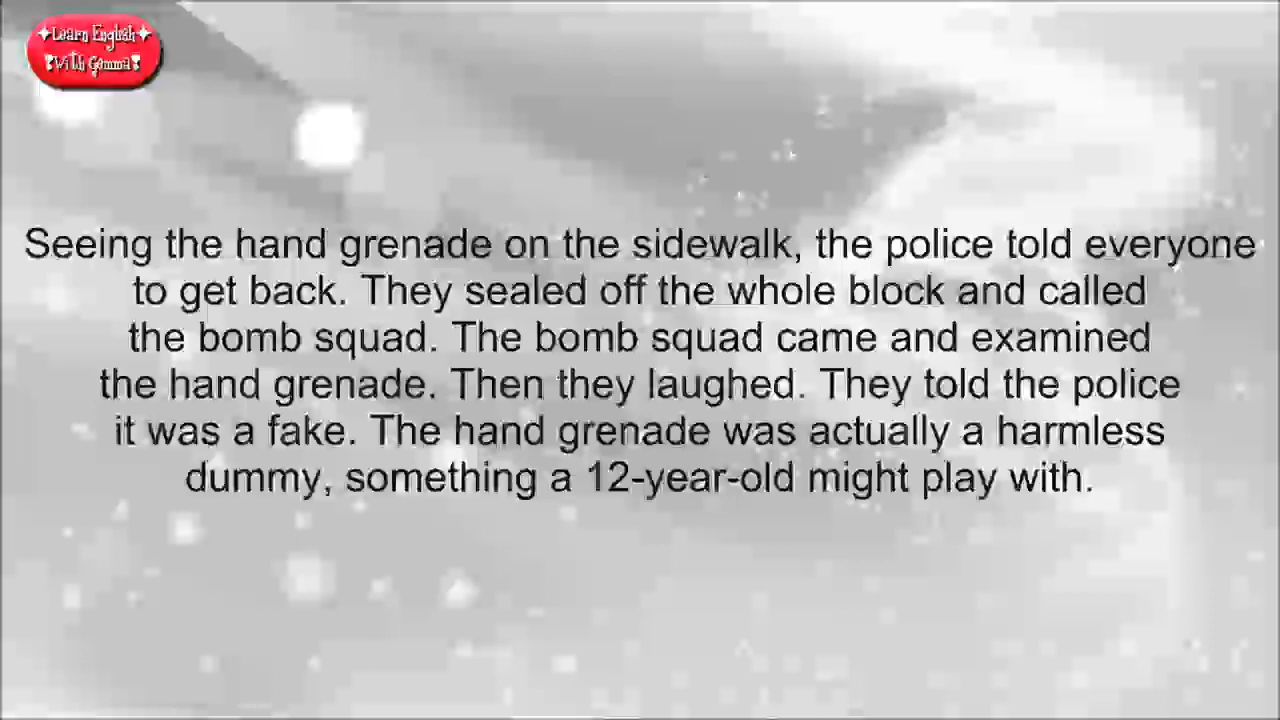 Learn English
With Gemma
Seeing the hand grenade on the sidewalk, the police told everyone
to get back. They sealed off the whole block and called
the bomb squad. The bomb squad came and examined
the hand grenade. Then they laughed. They told the police
it was a fake. The hand grenade was actually a harmless
dummy, something a 12-year-old might play with.